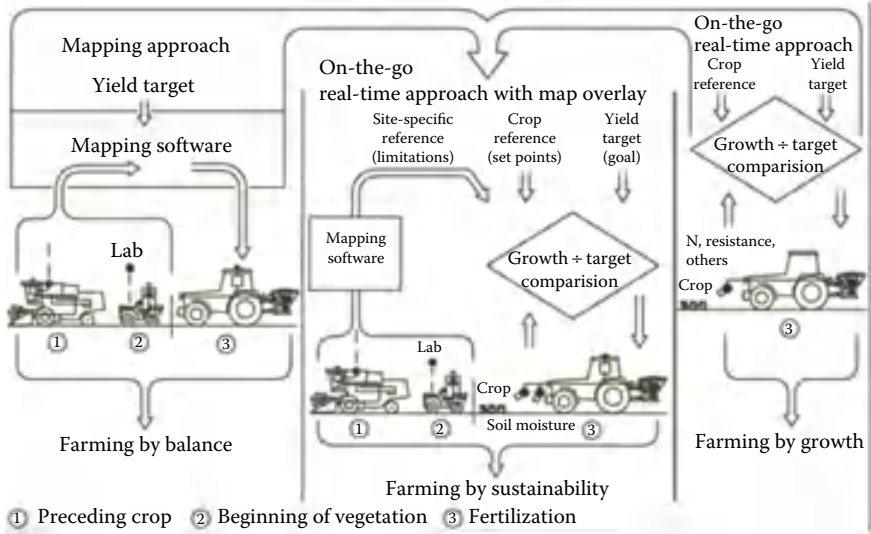 Mapping approach
Yield target
Mapping software
Lab
1
2
3
Farming by balance
On-the-go
real-time approach with map overlay
Site-specific
reference
(limitations)
Crop
reference
(set points)
Yield
target
(goal)
Mapping
software
Growth ÷ target
comparision
Lab
Crop
1
2
Soil moisture
3
Farming by sustainability
On-the-go
real-time approach
Crop
reference
Yield
target
Growth ÷ target
comparision
N, resistance,
others
Crop
3
Farming by growth
1 Preceding crop 2 Beginning of vegetation 3 Fertilization